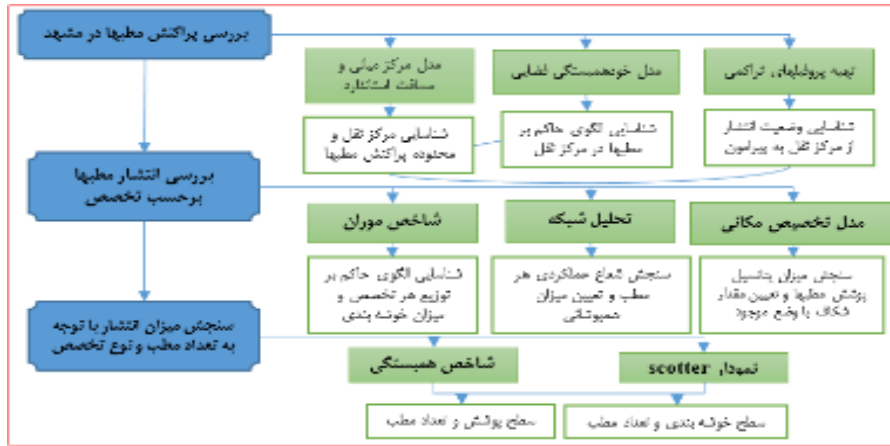 بررسی پراکنش مطبها در مشهد
تهیه پروفیلهای تراکمی
مدل خودهمبستگی فضایی
مدل مرکز میانی و
مسافت استاندارد
شناسایی وضعیت انتشار
از مرکز ثقل به پیرامون
شناسایی الگوی حاکم بر
مطبها در مرکز ثقل
شناسایی مرکز ثقل و
محدوده پراکنش مطبها
بررسی انتشار مطبها
برحسب تخصص
مدل تخصیص مکانی
تحلیل شبکه
شاخص موران
سنجش میزان پتانسیل
پوشش مطبها و تعیین مقدار
شکاف با وضع موجود
سنجش شعاع عملکردی هر
مطب و تعیین میزان
همپوشانی
شناسایی الگوی حاکم بر
توزیع هر تخصص و
میزان خوشه بندی
سنجش میزان انتشار با توجه
به تعداد مطب و نوع تخصص
نمودار scotter
شاخص همبستگی
سطح خوشه بندی و تعداد مطب
سطح پوشش و تعداد مطب